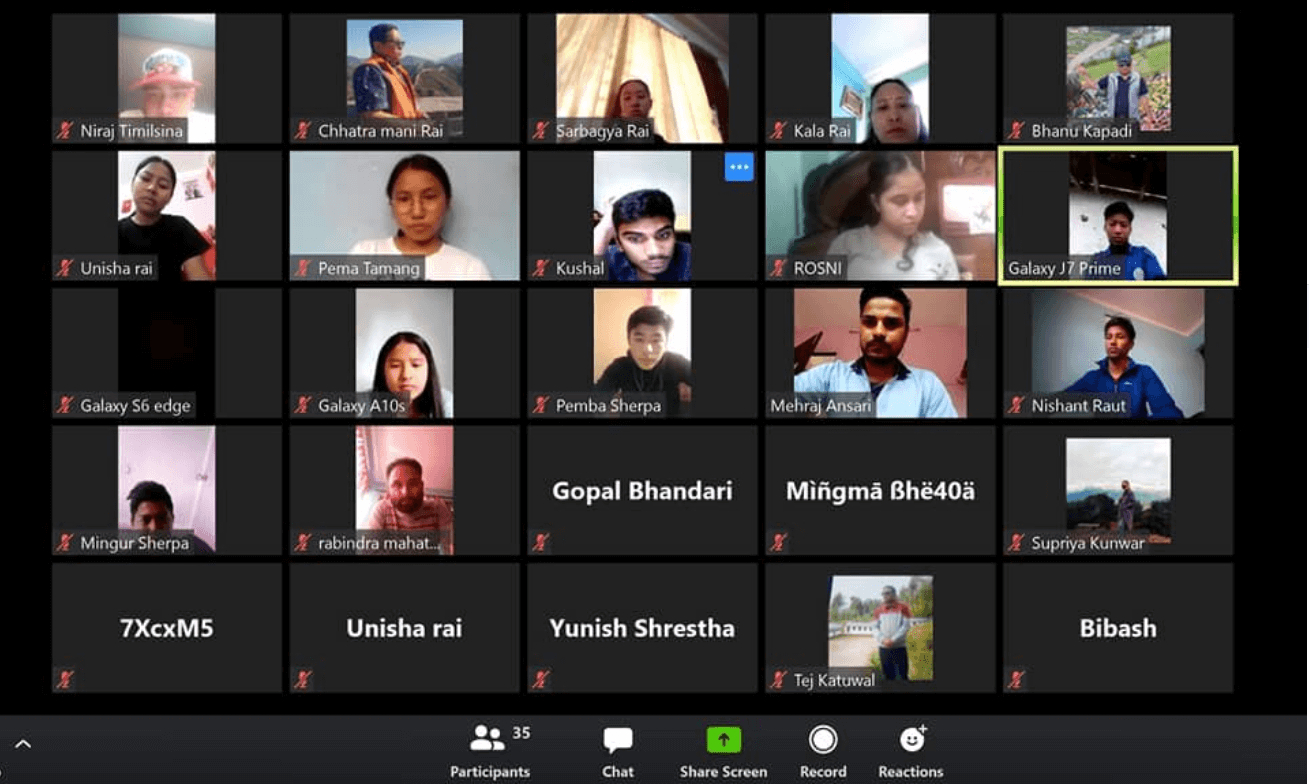 Niraj Timilsina
Chhatra mani Rai
Sarbagya Rai
Kala Rai
Bhanu Kapadi
Unisha rai
Pema Tamang
Kushal
ROSNI
Galaxy J7 Prime
Galaxy S6 edge
Galaxy A10s
Pemba Sherpa
Mehraj Ansari
Nishant Raut
Mingur Sherpa
rabindra mahat...
Gopal Bhandari
Mìñgmā ßhë40ä
Supriya Kunwar
7XcxM5
Unisha rai
Yunish Shrestha
Tej Katuwal
Bibash
35
Participants
Chat
Share Screen
Record
Reactions